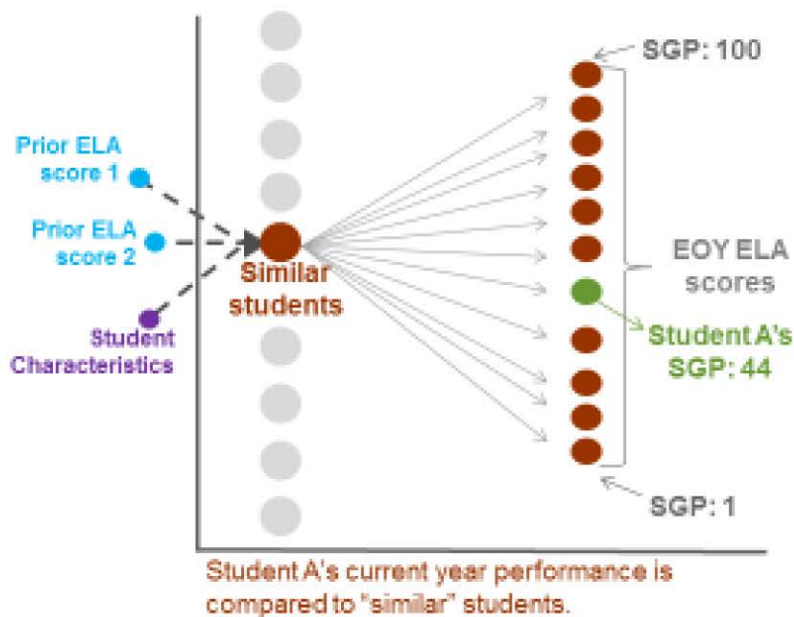 SGP: 100
Prior ELA
score 1
Prior ELA
score 2
Similar
students
Student
Characteristics
EOY ELA
scores
Student A's
SGP: 44
SGP: 1
Student A's current year performance is
compared to "similar" students.